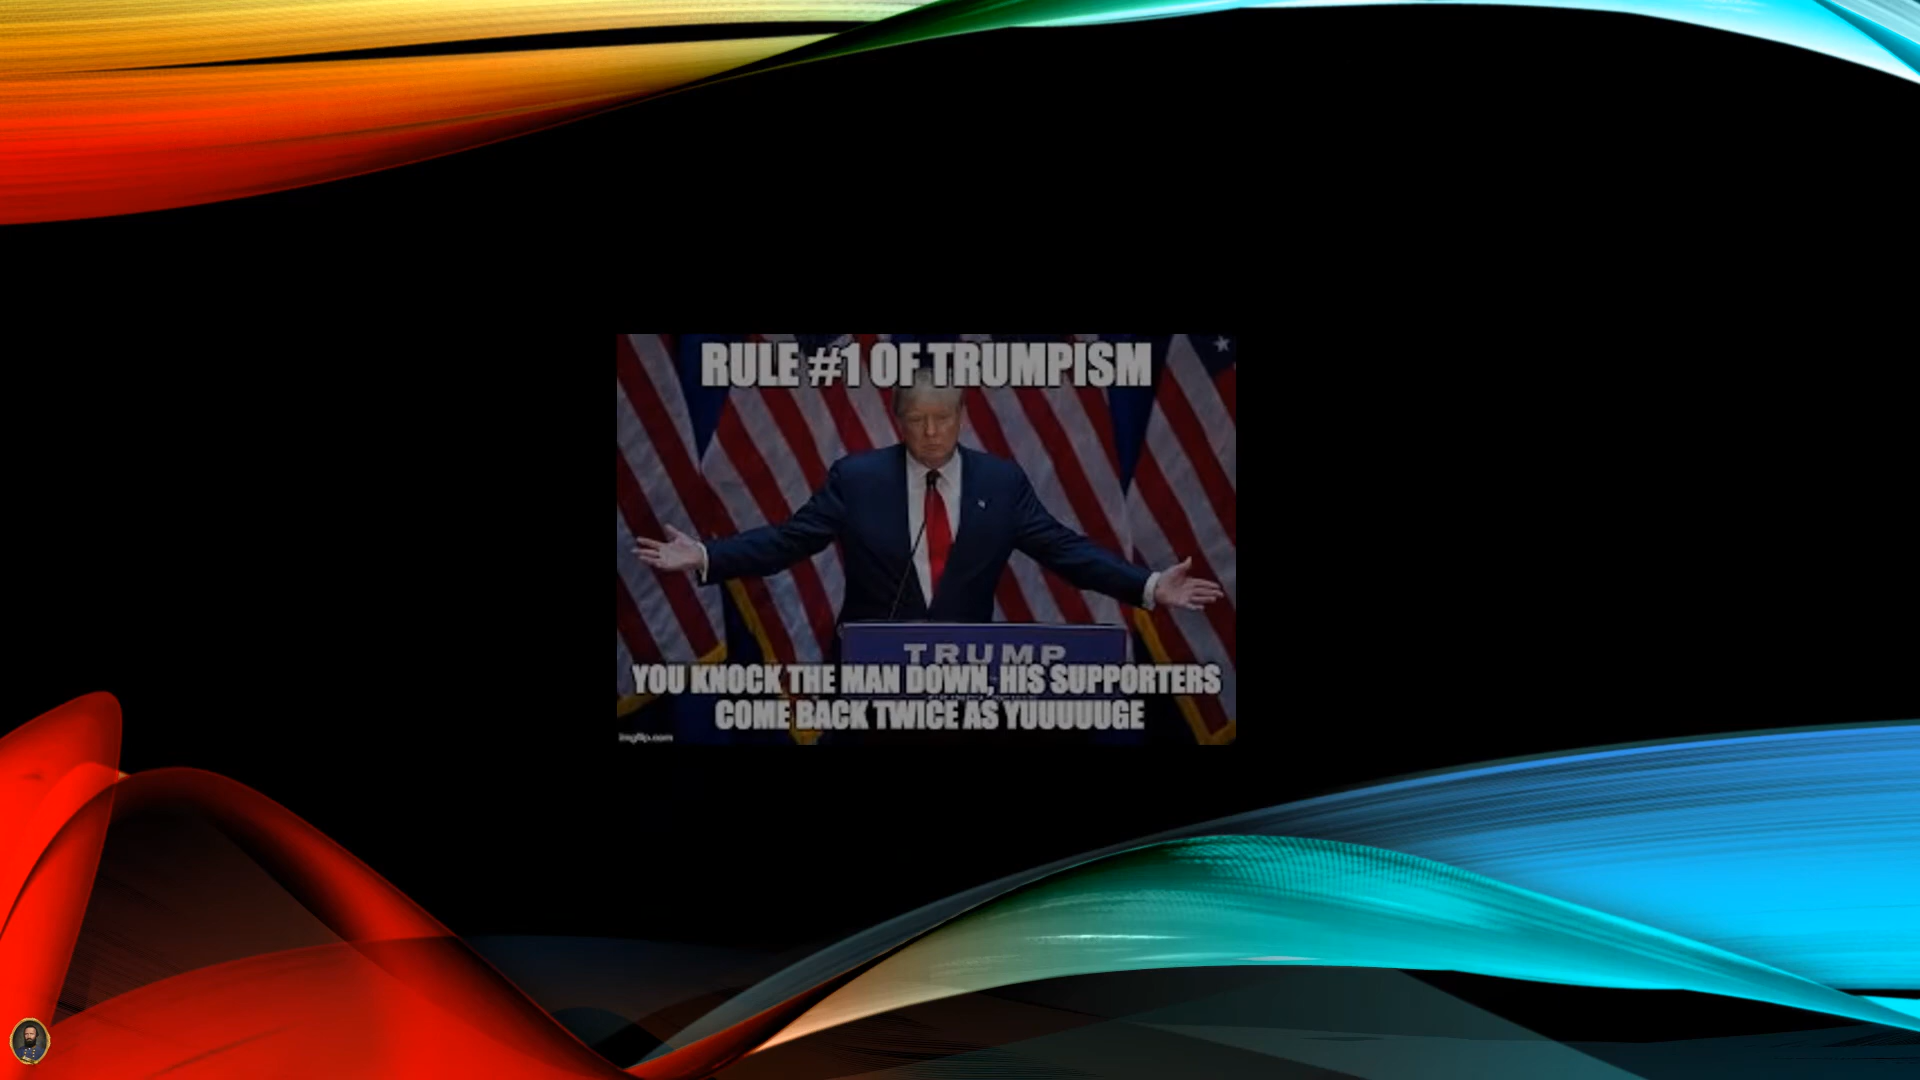 RULE #1 OF TRUMPISM
TRUMP
YOU KNOCK THE MAN DOWN, HIS SUPPORTERS
COME BACK TWICE AS YUUUUUGE
imgflip.com